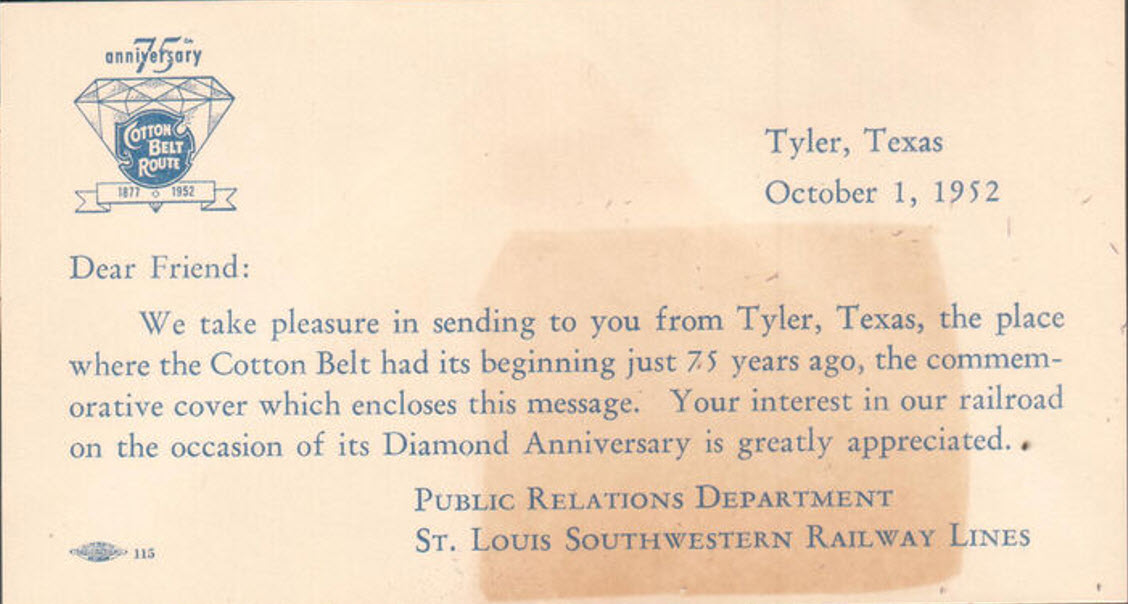 75th
anniversary
COTTON
BELT
ROUTE
1877 1952
Tyler, Texas
October 1, 1952
Dear Friend:
We take pleasure in sending to you from Tyler, Texas, the place
where the Cotton Belt had its beginning just 75 years ago, the commem-
orative cover which encloses this message. Your interest in our railroad
on the occasion of its Diamond Anniversary is greatly appreciated.
PUBLIC RELATIONS DEPARTMENT
ST. LOUIS SOUTHWESTERN RAILWAY LINES
115